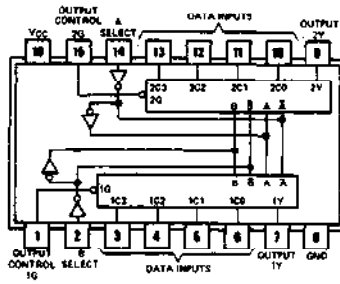 OUTPUT
CONTROL A DATA INPUTS OUTPUT
VCC 2G SELECT 2Y
16 15 14 13 12 11 10 9
2C3 2C2 2C1 2C0 2Y
2G
B B A A
B B A A
1G
1C3 1C2 1C1 1C0 1Y
1 2 3 4 5 6 7 8
OUTPUT B DATA INPUTS OUTPUT GND
CONTROL SELECT 1Y
1G